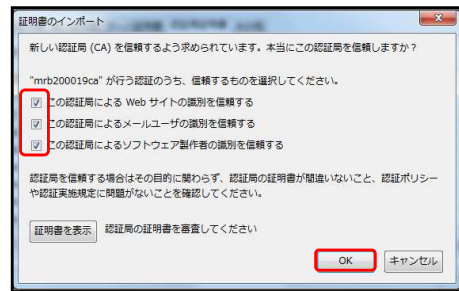 証明書のインポート
新しい認証局 (CA) を信頼するよう求められています。本当にこの認証局を信頼しますか？
"mrb200019ca" が行う認証のうち、信頼するものを選択してください。
この認証局による Web サイトの識別を信頼する
この認証局によるメールユーザの識別を信頼する
この認証局によるソフトウェア製作者の識別を信頼する
認証局を信頼する場合はその目的に関わらず、認証局の証明書が間違いないこと、認証ポリシー
や認証実施規定に問題がないことを確認してください。
証明書を表示 認証局の証明書を審査してください
OK キャンセル